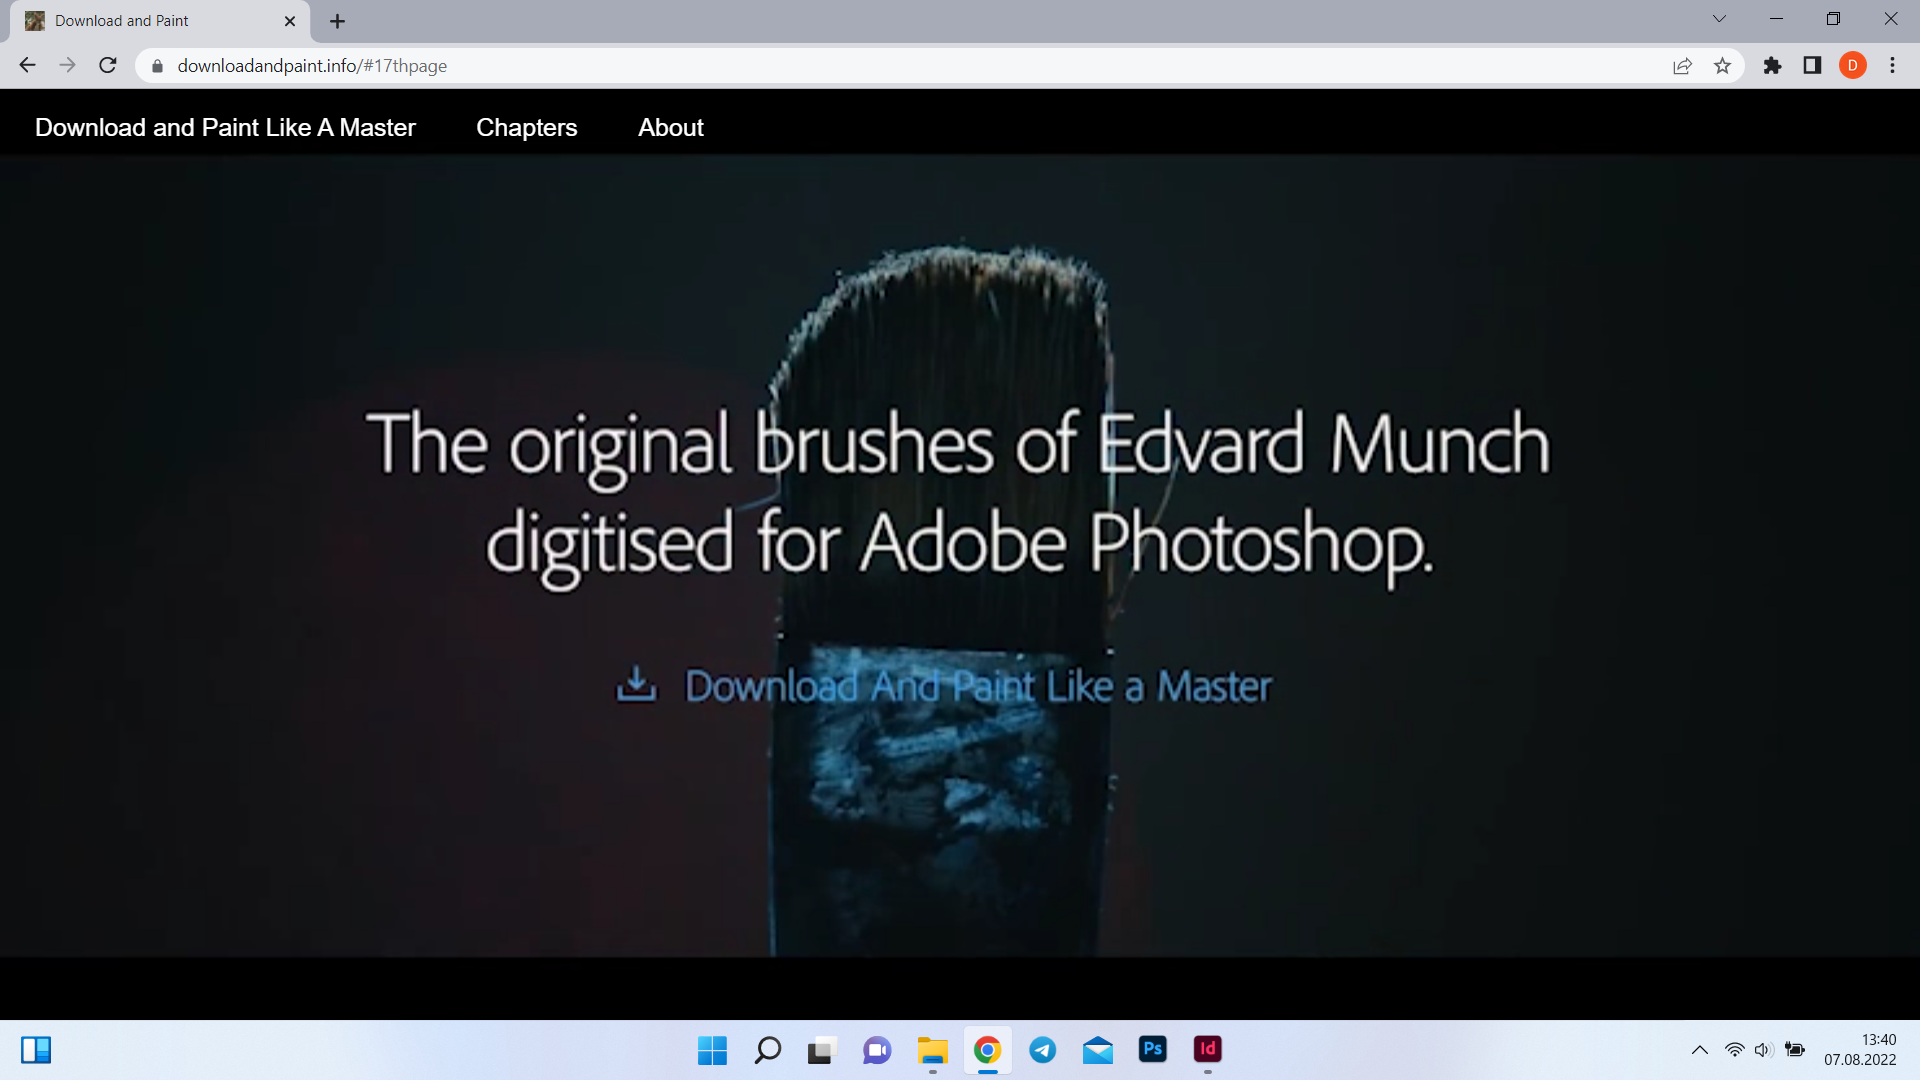 Download and Paint
downloadandpaint.info/#17thpage
D
Download and Paint Like A Master Chapters About
The original brushes of Edvard Munch
digitised for Adobe Photoshop.
Download And Paint Like a Master
Ps Id
13:40
07.08.2022